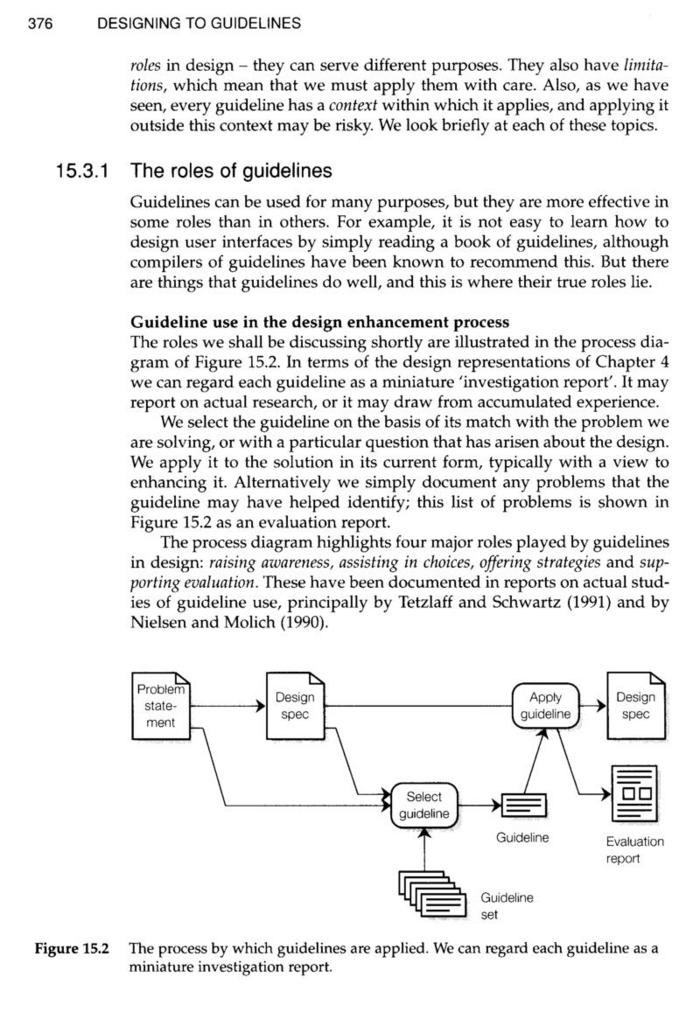 376 DESIGNING TO GUIDELINES
roles in design – they can serve different purposes. They also have limita-
tions, which mean that we must apply them with care. Also, as we have
seen, every guideline has a context within which it applies, and applying it
outside this context may be risky. We look briefly at each of these topics.
15.3.1 The roles of guidelines
Guidelines can be used for many purposes, but they are more effective in
some roles than in others. For example, it is not easy to learn how to
design user interfaces by simply reading a book of guidelines, although
compilers of guidelines have been known to recommend this. But there
are things that guidelines do well, and this is where their true roles lie.
Guideline use in the design enhancement process
The roles we shall be discussing shortly are illustrated in the process dia-
gram of Figure 15.2. In terms of the design representations of Chapter 4
we can regard each guideline as a miniature 'investigation report'. It may
report on actual research, or it may draw from accumulated experience.
We select the guideline on the basis of its match with the problem we
are solving, or with a particular question that has arisen about the design.
We apply it to the solution in its current form, typically with a view to
enhancing it. Alternatively we simply document any problems that the
guideline may have helped identify; this list of problems is shown in
Figure 15.2 as an evaluation report.
The process diagram highlights four major roles played by guidelines
in design: raising awareness, assisting in choices, offering strategies and sup-
porting evaluation. These have been documented in reports on actual stud-
ies of guideline use, principally by Tetzlaff and Schwartz (1991) and by
Nielsen and Molich (1990).
Problem
state-
ment
Design
spec
Apply
guideline
Design
spec
Select
guideline
Guideline
Evaluation
report
Guideline
set
Figure 15.2 The process by which guidelines are applied. We can regard each guideline as a
miniature investigation report.